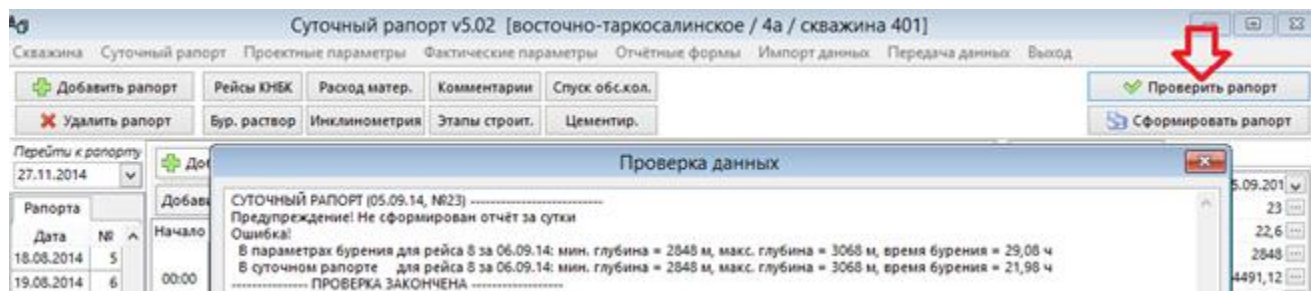 Суточный рапорт v5.02 [восточно-таркосалинское / 4а / скважина 401]
Скважина Суточный рапорт Проектные параметры Фактические параметры Отчётные формы Импорт данных Передача данных Выход
Добавить рапорт Рейсы КНБК Расход матер. Комментарии Спуск обс.кол. Проверить рапорт
Удалить рапорт Бур. раствор Инклинометрия Этапы строит. Цементир. Сформировать рапорт
Перейти к рапорту
27.11.2014
Проверка данных
СУТОЧНЫЙ РАПОРТ (05.09.14, №23) ---------------------------
Предупреждение! Не сформирован отчёт за сутки
Ошибка!
В параметрах бурения для рейса 8 за 06.09.14: мин. глубина = 2848 м, макс. глубина = 3068 м, время бурения = 29,08 ч
В суточном рапорте для рейса 8 за 06.09.14: мин. глубина = 2848 м, макс. глубина = 3068 м, время бурения = 21,98 ч
---------------- ПРОВЕРКА ЗАКОНЧЕНА -------------------
Рапорта
Дата №
18.08.2014 5
19.08.2014 6
Начало
00:00
5.09.201
23
22,6
2848
4491,12